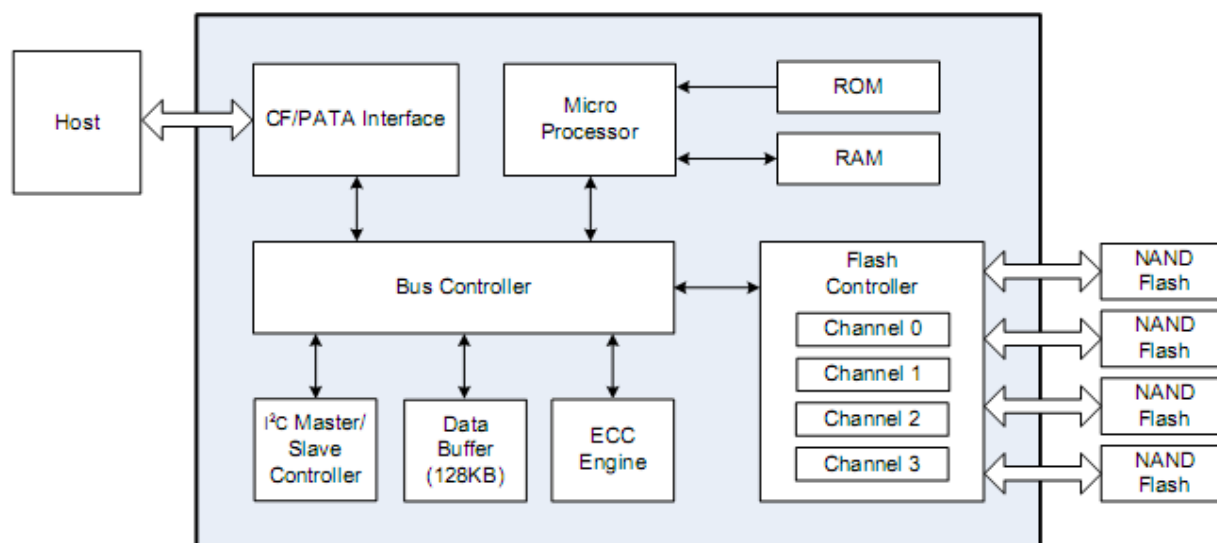 Host
CF/PATA Interface
Micro
Processor
ROM
RAM
Bus Controller
Flash
Controller
Channel 0
Channel 1
Channel 2
Channel 3
NAND
Flash
NAND
Flash
NAND
Flash
NAND
Flash
I²C Master/
Slave
Controller
Data
Buffer
(128KB)
ECC
Engine